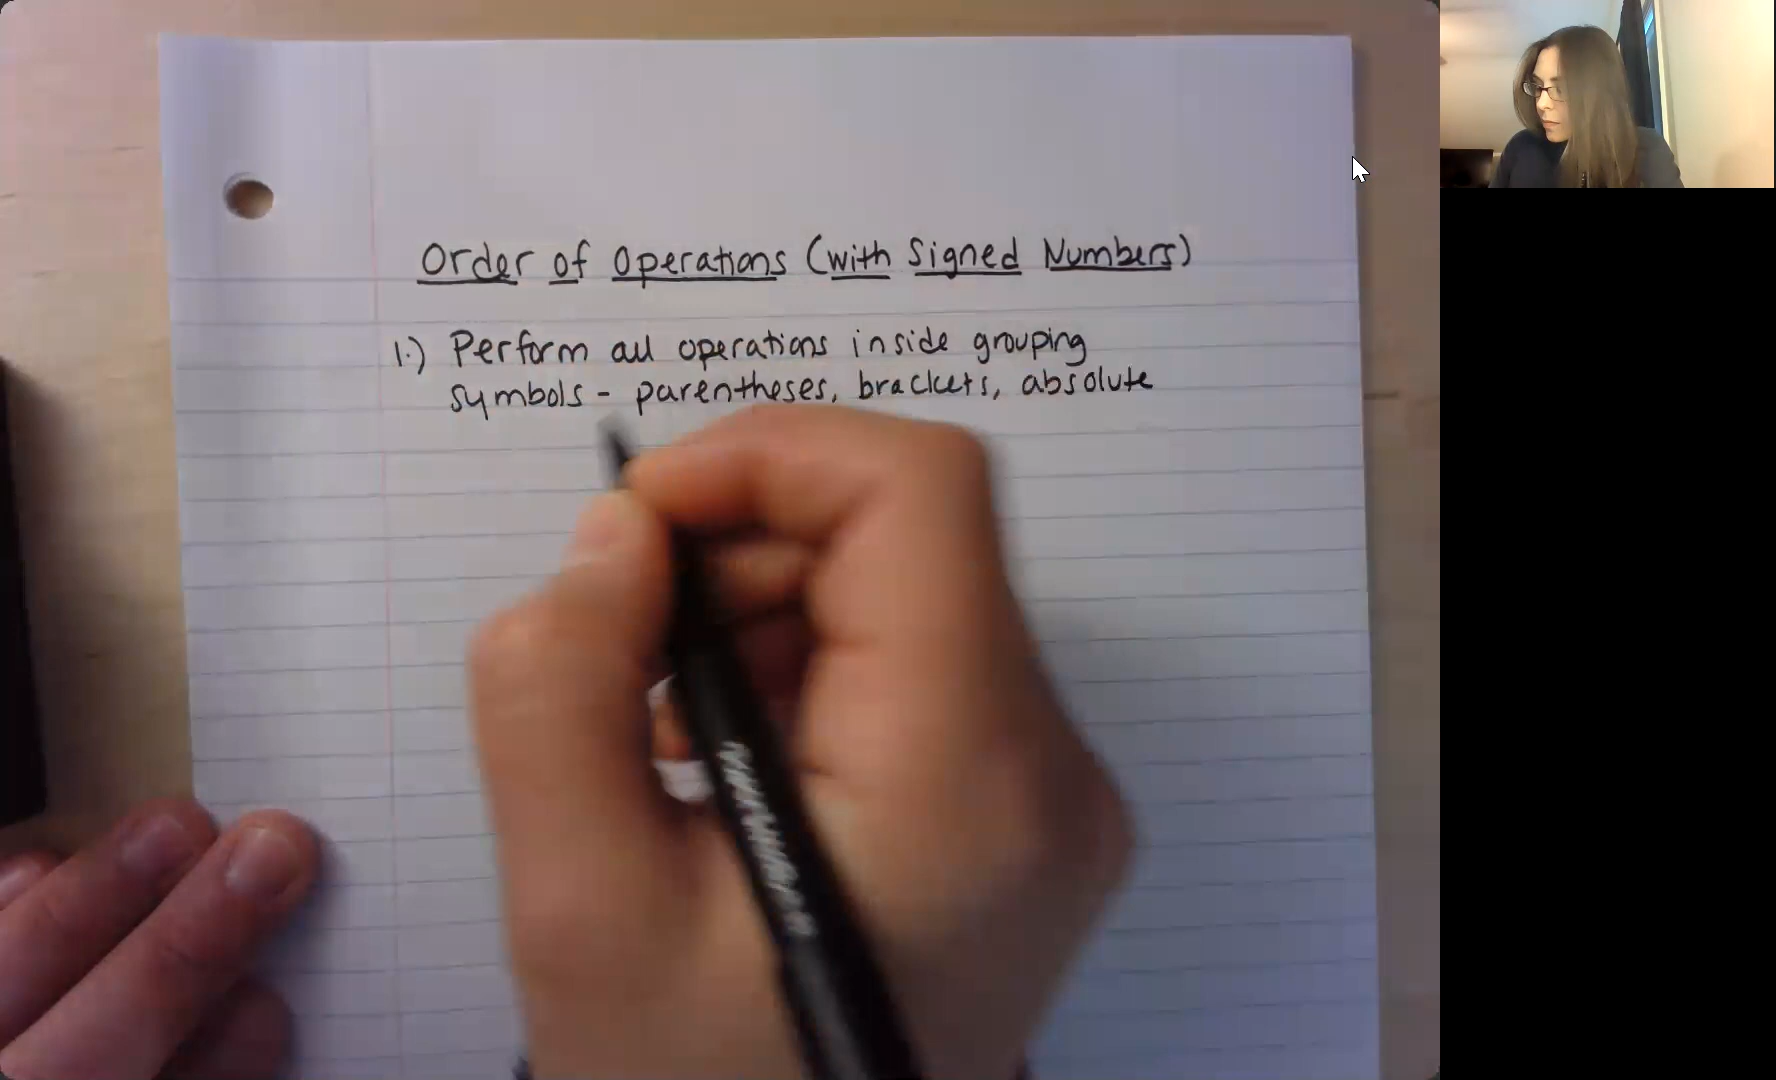 Order of Operations (with Signed Numbers)
1.) Perform all operations inside grouping
symbols - parentheses, brackets, absolute